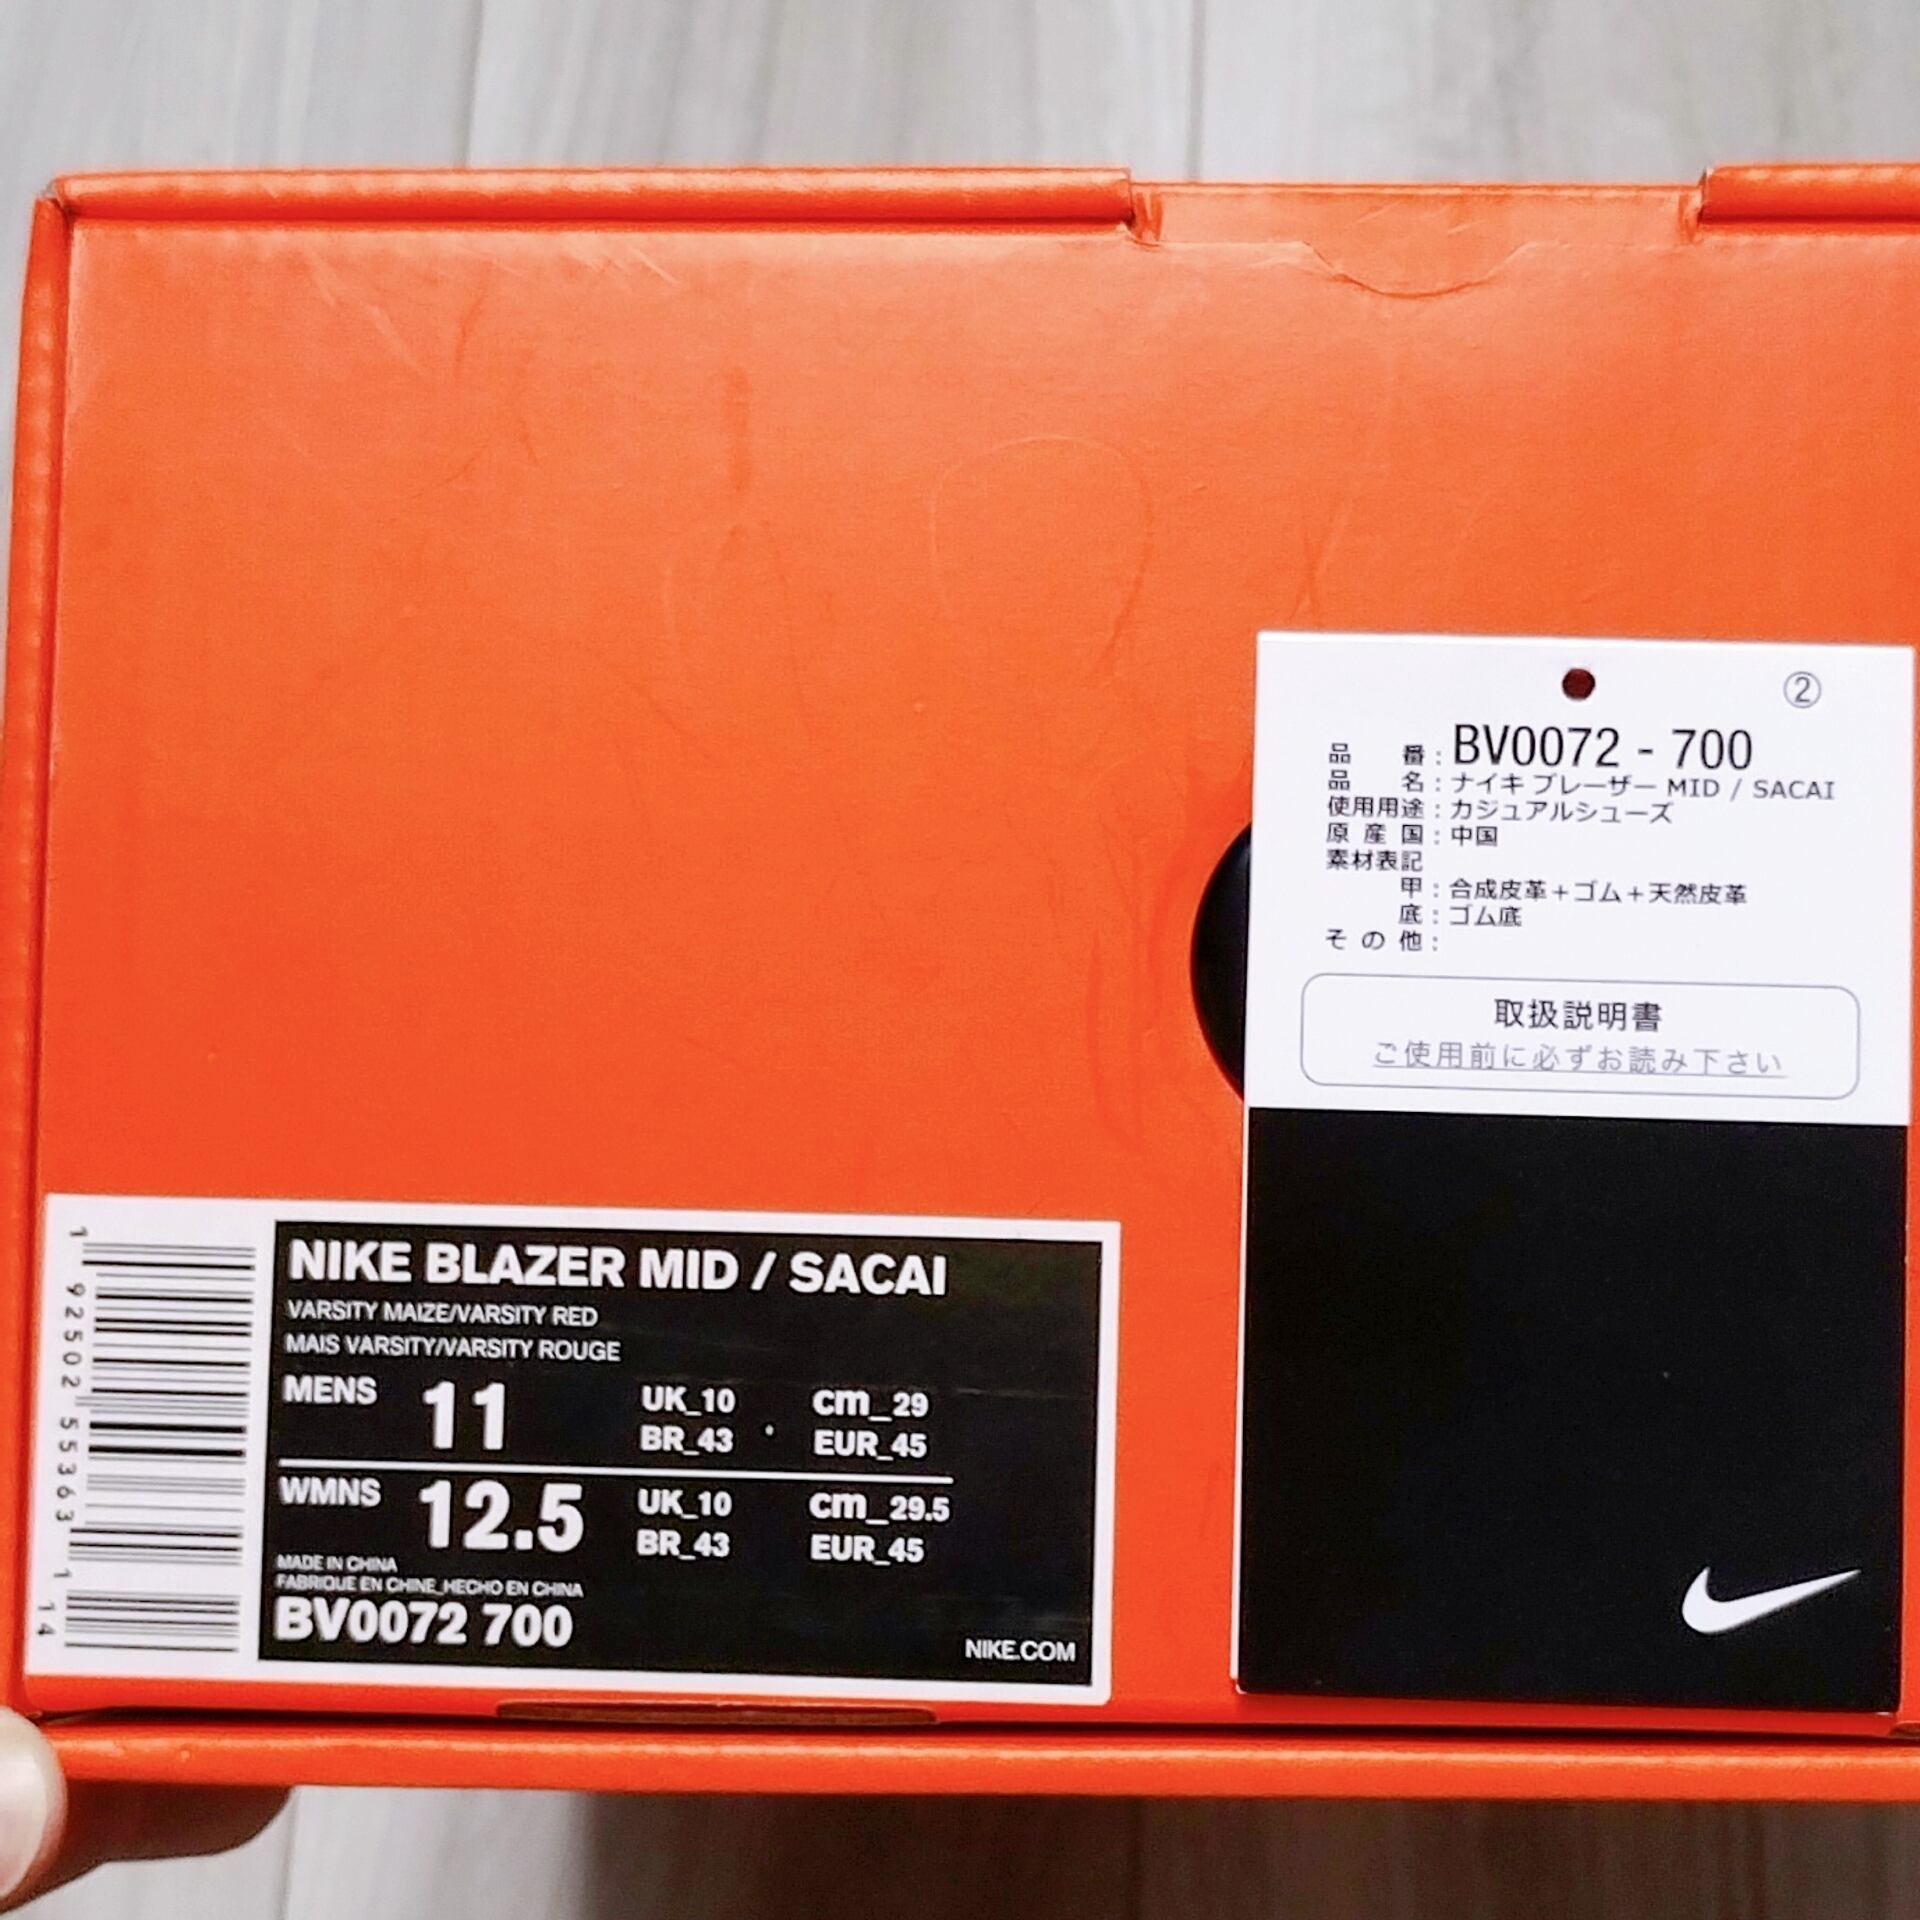 ②
品 番 : BV0072 - 700
品 名 : ナイキ ブレーザー MID / SACAI
使用用途 : カジュアルシューズ
原 産 国 : 中国
素材表記
甲 : 合成皮革+ゴム+天然皮革
底 : ゴム底
そ の 他 :
取扱説明書
ご使用前に必ずお読み下さい
1 92502 55363 1 14
NIKE BLAZER MID / SACAI
VARSITY MAIZE/VARSITY RED
MAIS VARSITY/VARSITY ROUGE
MENS 11 UK_10 cm_29
BR_43 · EUR_45
WMNS 12.5 UK_10 cm_29.5
BR_43 EUR_45
MADE IN CHINA
FABRIQUE EN CHINE_HECHO EN CHINA
BV0072 700
NIKE.COM